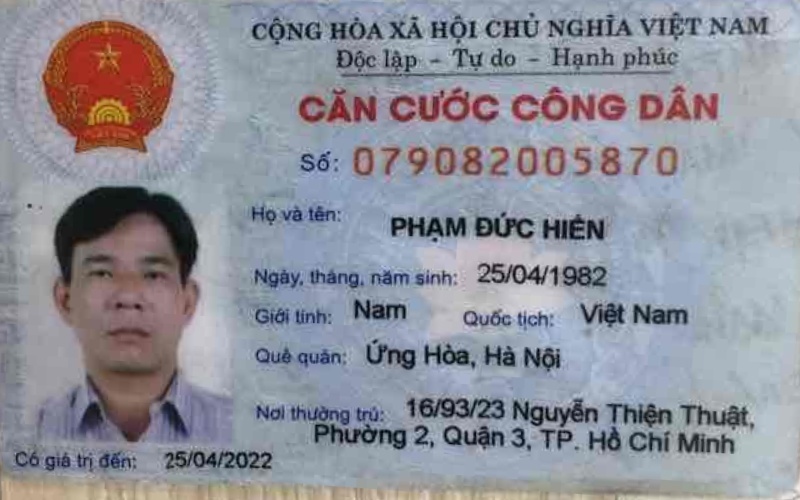 CỘNG HÒA XÃ HỘI CHỦ NGHĨA VIỆT NAM
Độc lập - Tự do - Hạnh phúc
CĂN CƯỚC CÔNG DÂN
Số: 079082005870
Họ và tên: PHẠM ĐỨC HIỀN
Ngày, tháng, năm sinh: 25/04/1982
Giới tính: Nam Quốc tịch: Việt Nam
Quê quán: Ứng Hòa, Hà Nội
Nơi thường trú: 16/93/23 Nguyễn Thiện Thuật,
Phường 2, Quận 3, TP. Hồ Chí Minh
Có giá trị đến: 25/04/2022